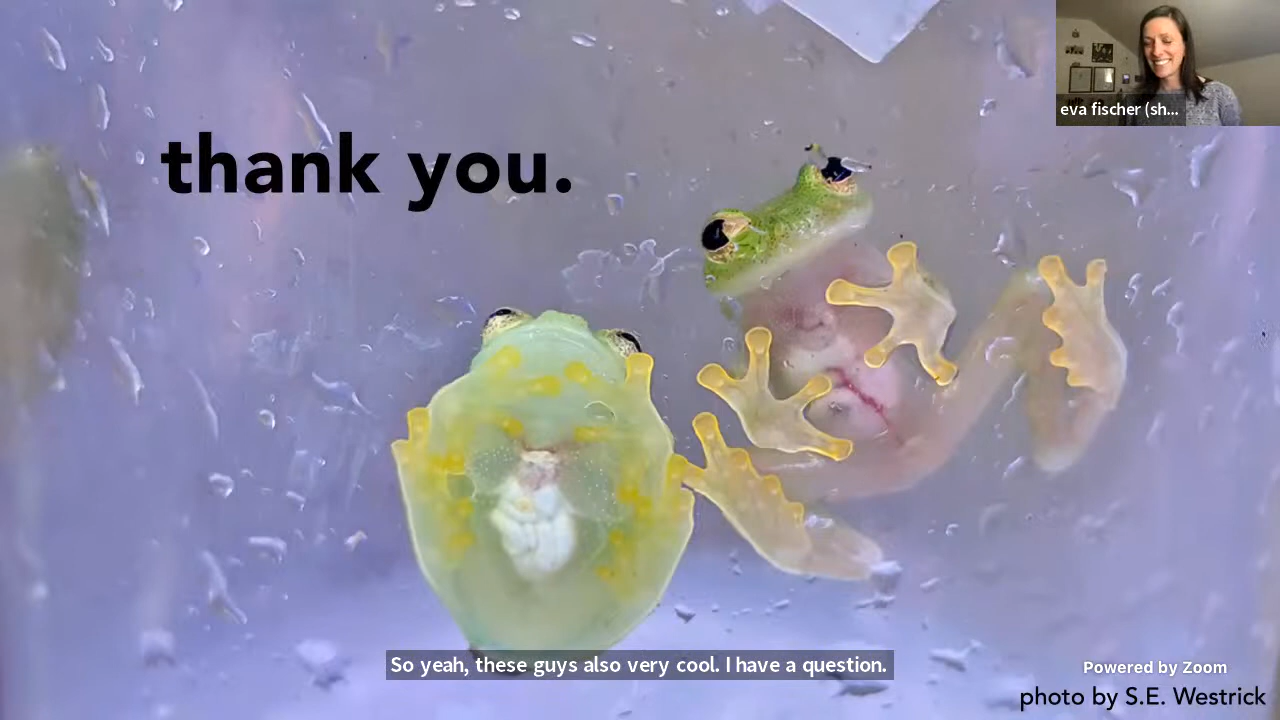 eva fischer (sh...
thank you.
So yeah, these guys also very cool. I have a question.
Powered by Zoom
photo by S.E. Westrick